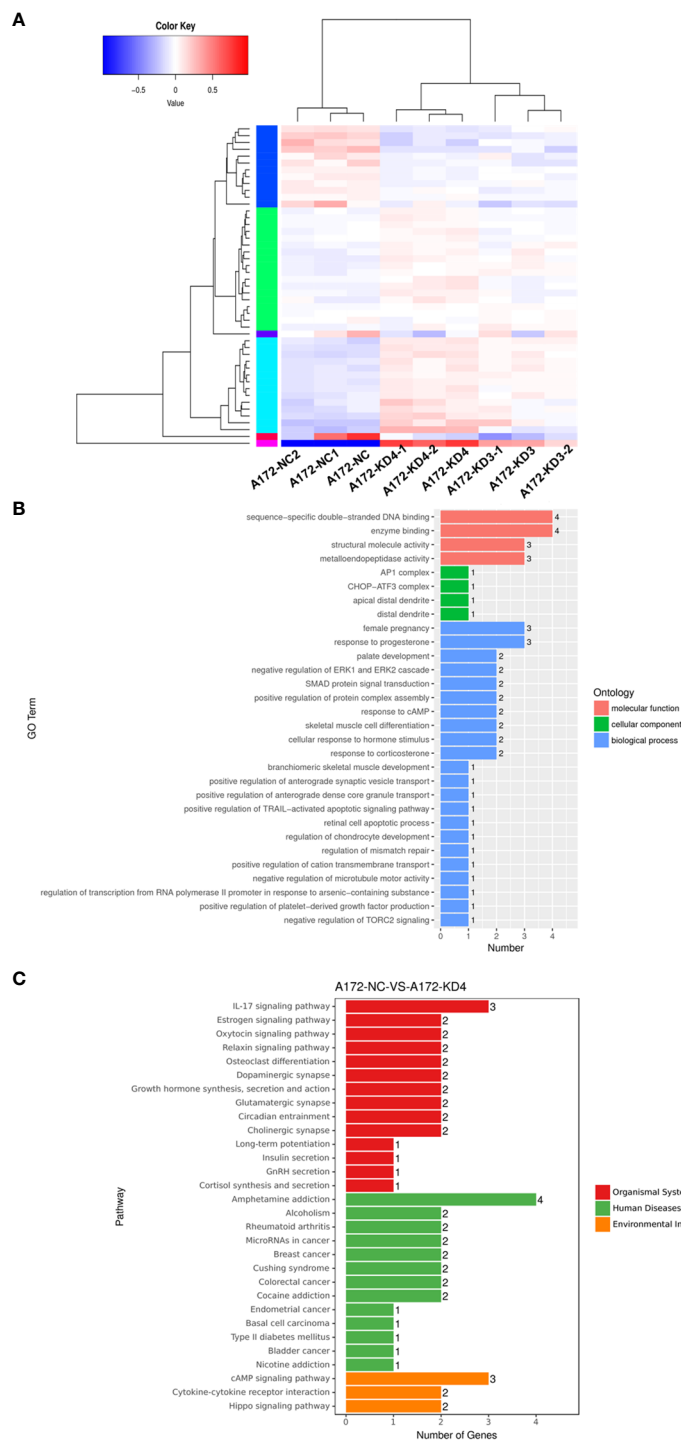 A
Color Key
−0.5 0 0.5
Value
A172-NC2 A172-NC1 A172-NC A172-KD4-1 A172-KD4-2 A172-KD4 A172-KD3-1 A172-KD3 A172-KD3-2
B
GO Term
sequence−specific double−stranded DNA binding 4
enzyme binding 4
structural molecule activity 3
metalloendopeptidase activity 3
AP1 complex 1
CHOP−ATF3 complex 1
apical distal dendrite 1
distal dendrite 1
female pregnancy 3
response to progesterone 3
palate development 2
negative regulation of ERK1 and ERK2 cascade 2
SMAD protein signal transduction 2
positive regulation of protein complex assembly 2
response to cAMP 2
skeletal muscle cell differentiation 2
cellular response to hormone stimulus 2
response to corticosterone 2
branchiomeric skeletal muscle development 1
positive regulation of anterograde synaptic vesicle transport 1
positive regulation of anterograde dense core granule transport 1
positive regulation of TRAIL−activated apoptotic signaling pathway 1
retinal cell apoptotic process 1
regulation of chondrocyte development 1
regulation of mismatch repair 1
positive regulation of cation transmembrane transport 1
negative regulation of microtubule motor activity 1
regulation of transcription from RNA polymerase II promoter in response to arsenic−containing substance 1
positive regulation of platelet−derived growth factor production 1
negative regulation of TORC2 signaling 1
0 1 2 3 4
Number
Ontology
molecular function
cellular component
biological process
C
A172-NC-VS-A172-KD4
Pathway
IL-17 signaling pathway 3
Estrogen signaling pathway 2
Oxytocin signaling pathway 2
Relaxin signaling pathway 2
Osteoclast differentiation 2
Dopaminergic synapse 2
Growth hormone synthesis, secretion and action 2
Glutamatergic synapse 2
Circadian entrainment 2
Cholinergic synapse 2
Long-term potentiation 1
Insulin secretion 1
GnRH secretion 1
Cortisol synthesis and secretion 1
Amphetamine addiction 4
Alcoholism 2
Rheumatoid arthritis 2
MicroRNAs in cancer 2
Breast cancer 2
Cushing syndrome 2
Colorectal cancer 2
Cocaine addiction 2
Endometrial cancer 1
Basal cell carcinoma 1
Type II diabetes mellitus 1
Bladder cancer 1
Nicotine addiction 1
cAMP signaling pathway 3
Cytokine-cytokine receptor interaction 2
Hippo signaling pathway 2
0 1 2 3 4
Number of Genes
Organismal Syst
Human Diseases
Environmental In